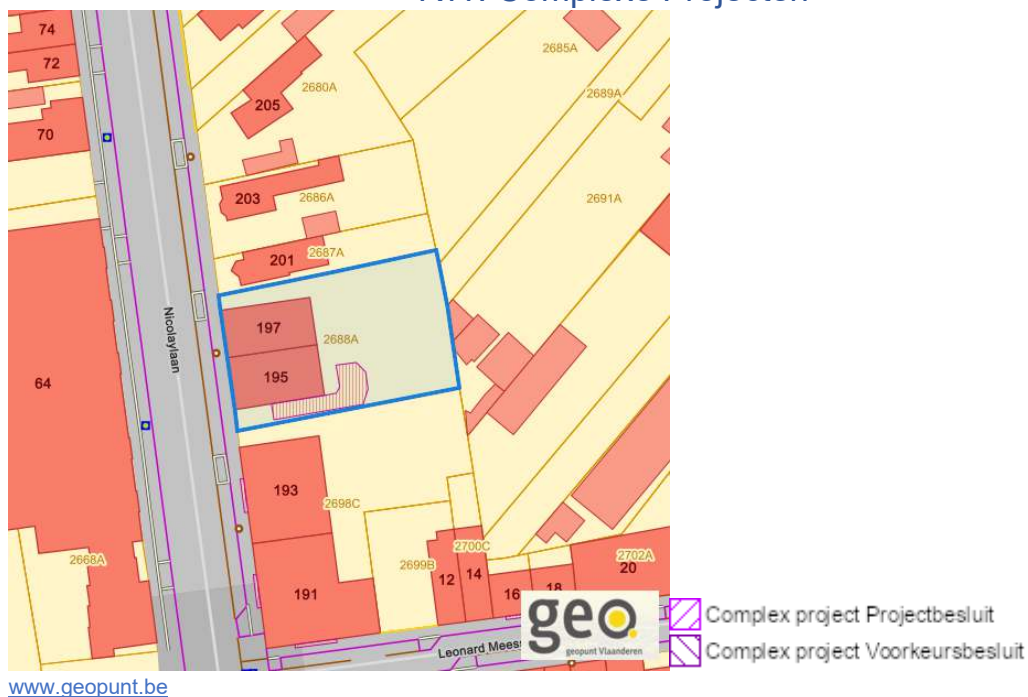 74
72
70
64
205
2680A
2685A
2689A
203
2686A
2691A
201
2687A
197
2688A
195
Nicolaylaan
193
2698C
2668A
191
2699B
2700C
12
14
16
18
2702A
20
Leonard Meess
geo
geopunt Vlaanderen
Complex project Projectbesluit
Complex project Voorkeursbesluit
www.geopunt.be